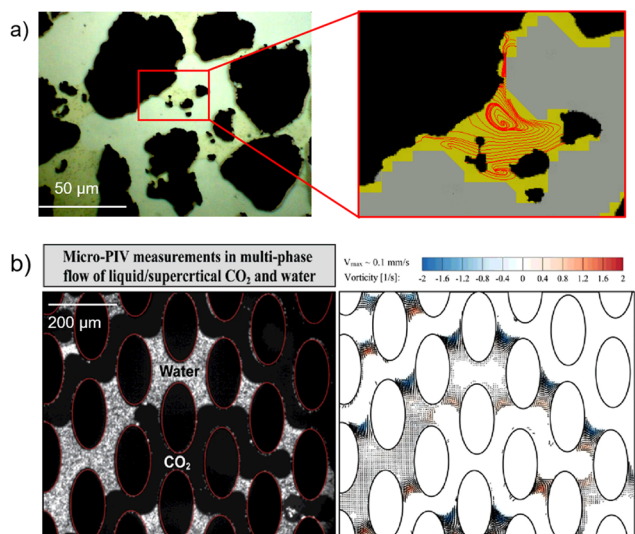 a)
50 μm
b)
Micro-PIV measurements in multi-phase
flow of liquid/supercrtical CO₂ and water
V_max ~ 0.1 mm/s
Vorticity [1/s]:
-2 -1.6 -1.2 -0.8 -0.4 0 0.4 0.8 1.2 1.6 2
200 μm
Water
CO₂